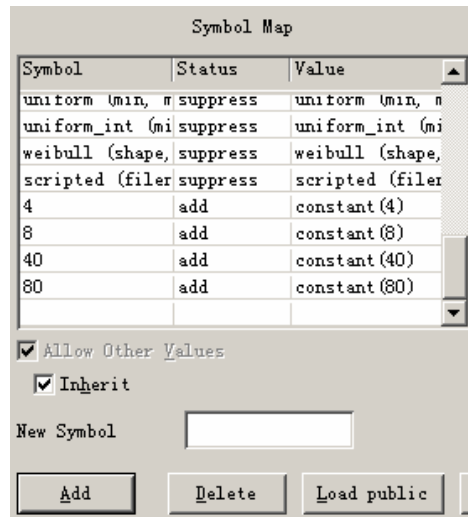 Symbol Map
Symbol Status Value
uniform (min, m suppress uniform (min, m
uniform_int (mi suppress uniform_int (mi
weibull (shape, suppress weibull (shape,
scripted (filer suppress scripted (filer
4 add constant(4)
8 add constant(8)
40 add constant(40)
80 add constant(80)
Allow Other Values
Inherit
New Symbol
Add Delete Load public